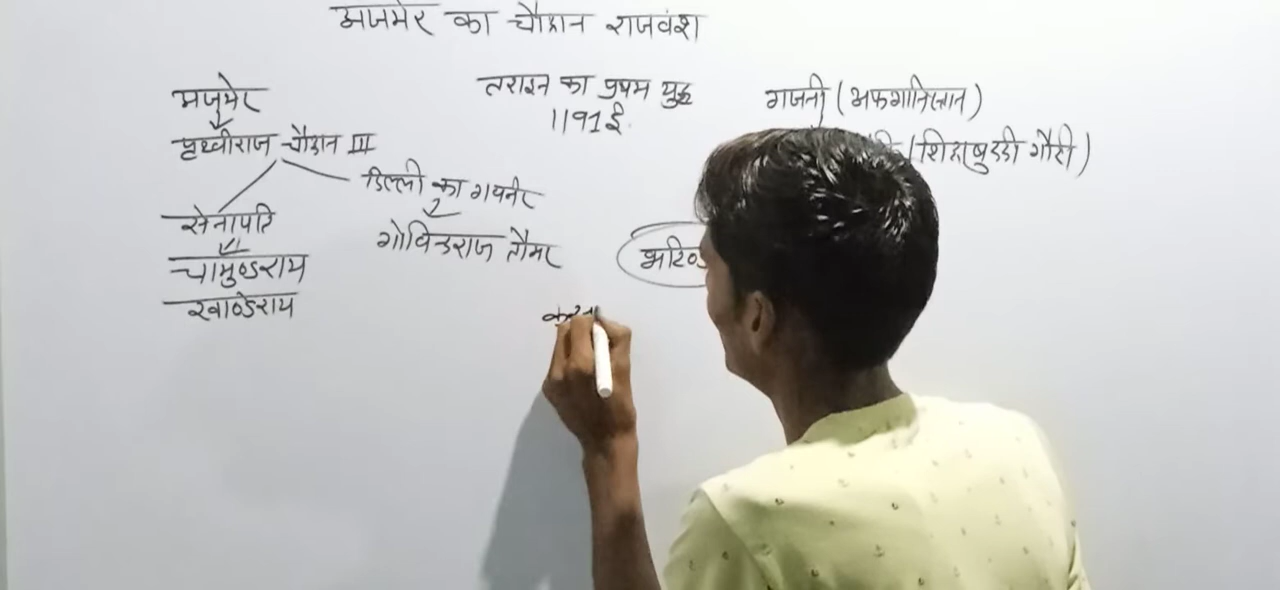 अजमेर का चौहान राजवंश
अजमेर
पृथ्वीराज चौहान III
सेनापति
चामुण्डराय
खाण्डेराय
दिल्ली का गवर्नर
गोविन्दराज तौमर
तराइन का प्रथम युद्ध
1191 ई.
गजनी (अफगानिस्तान)
(शिहाबुद्दी गौरी)